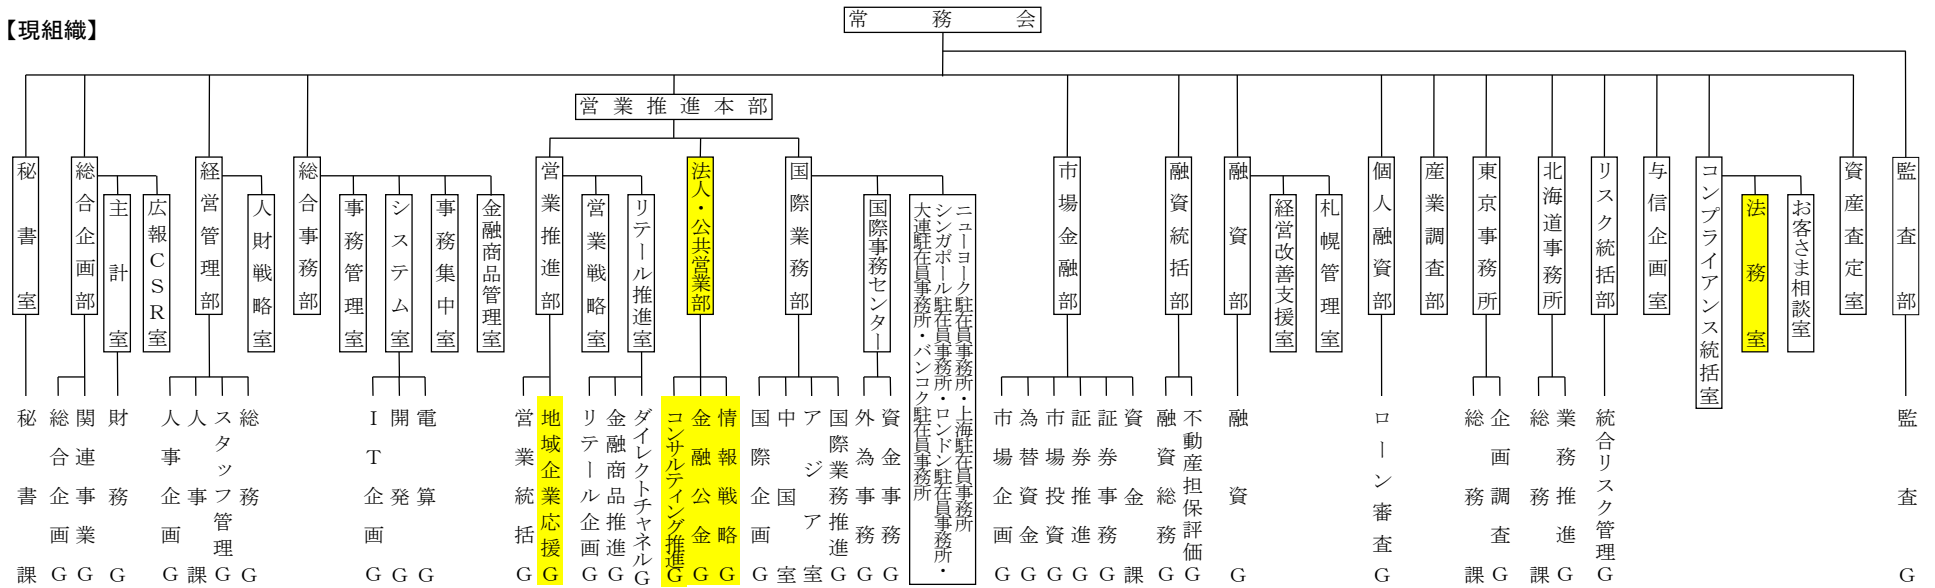 【現組織】
常務会
営業推進本部
秘書室
総合企画部
主計室
広報CSR室
経営管理部
人財戦略室
総合事務部
事務管理室
システム室
事務集中室
金融商品管理室
営業推進部
営業戦略室
リテール推進室
法人・公共営業部
国際業務部
国際事務センター
ニューヨーク駐在員事務所・上海駐在員事務所
シンガポール駐在員事務所・ロンドン駐在員事務所・
大連駐在員事務所・バンコク駐在員事務所
市場金融部
融資統括部
融資部
経営改善支援室
札幌管理室
個人融資部
産業調査部
東京事務所
北海道事務所
リスク統括部
与信企画室
コンプライアンス統括室
法務室
お客さま相談室
資産査定室
監査部
秘書課
総合企画G
関連事業G
財務G
人事企画G
人事課
スタッフ管理G
総務G
IT企画G
開発G
電算G
営業統括G
地域企業応援G
リテール企画G
金融商品推進G
ダイレクトチャネルG
コンサルティング推進G
金融公金G
情報戦略G
国際企画G
中国室
アジア室
国際業務推進G
外為事務G
資金事務G
市場企画G
為替資金G
市場投資G
証券推進G
証券事務G
資金課
融資総務G
不動産担保評価G
融資G
ローン審査G
総務課
企画調査G
総務課
業務推進G
統合リスク管理G
監査G